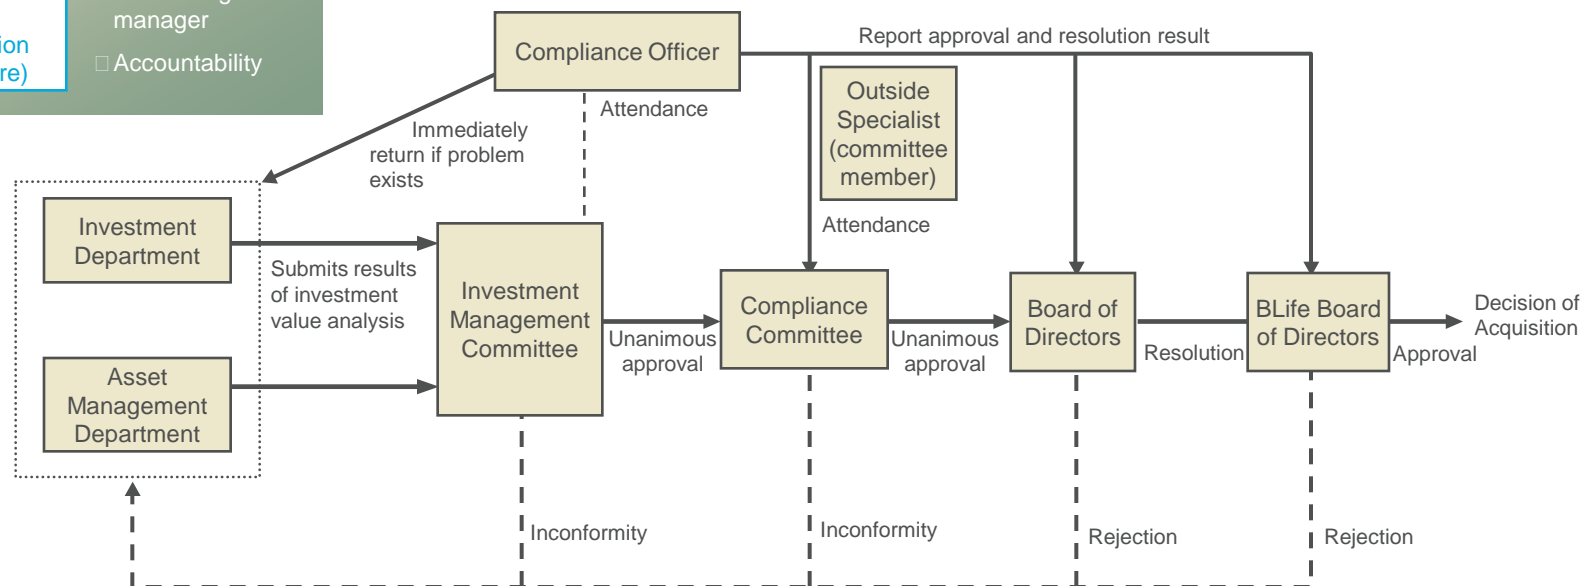 manager
Accountability
Compliance Officer
Report approval and resolution result
Attendance
Outside
Specialist
(committee
member)
Immediately
return if problem
exists
Attendance
Investment
Department
Submits results
of investment
value analysis
Asset
Management
Department
Investment
Management
Committee
Unanimous
approval
Compliance
Committee
Unanimous
approval
Board of
Directors
Resolution
BLife Board
of Directors
Approval
Decision of
Acquisition
Inconformity
Inconformity
Rejection
Rejection